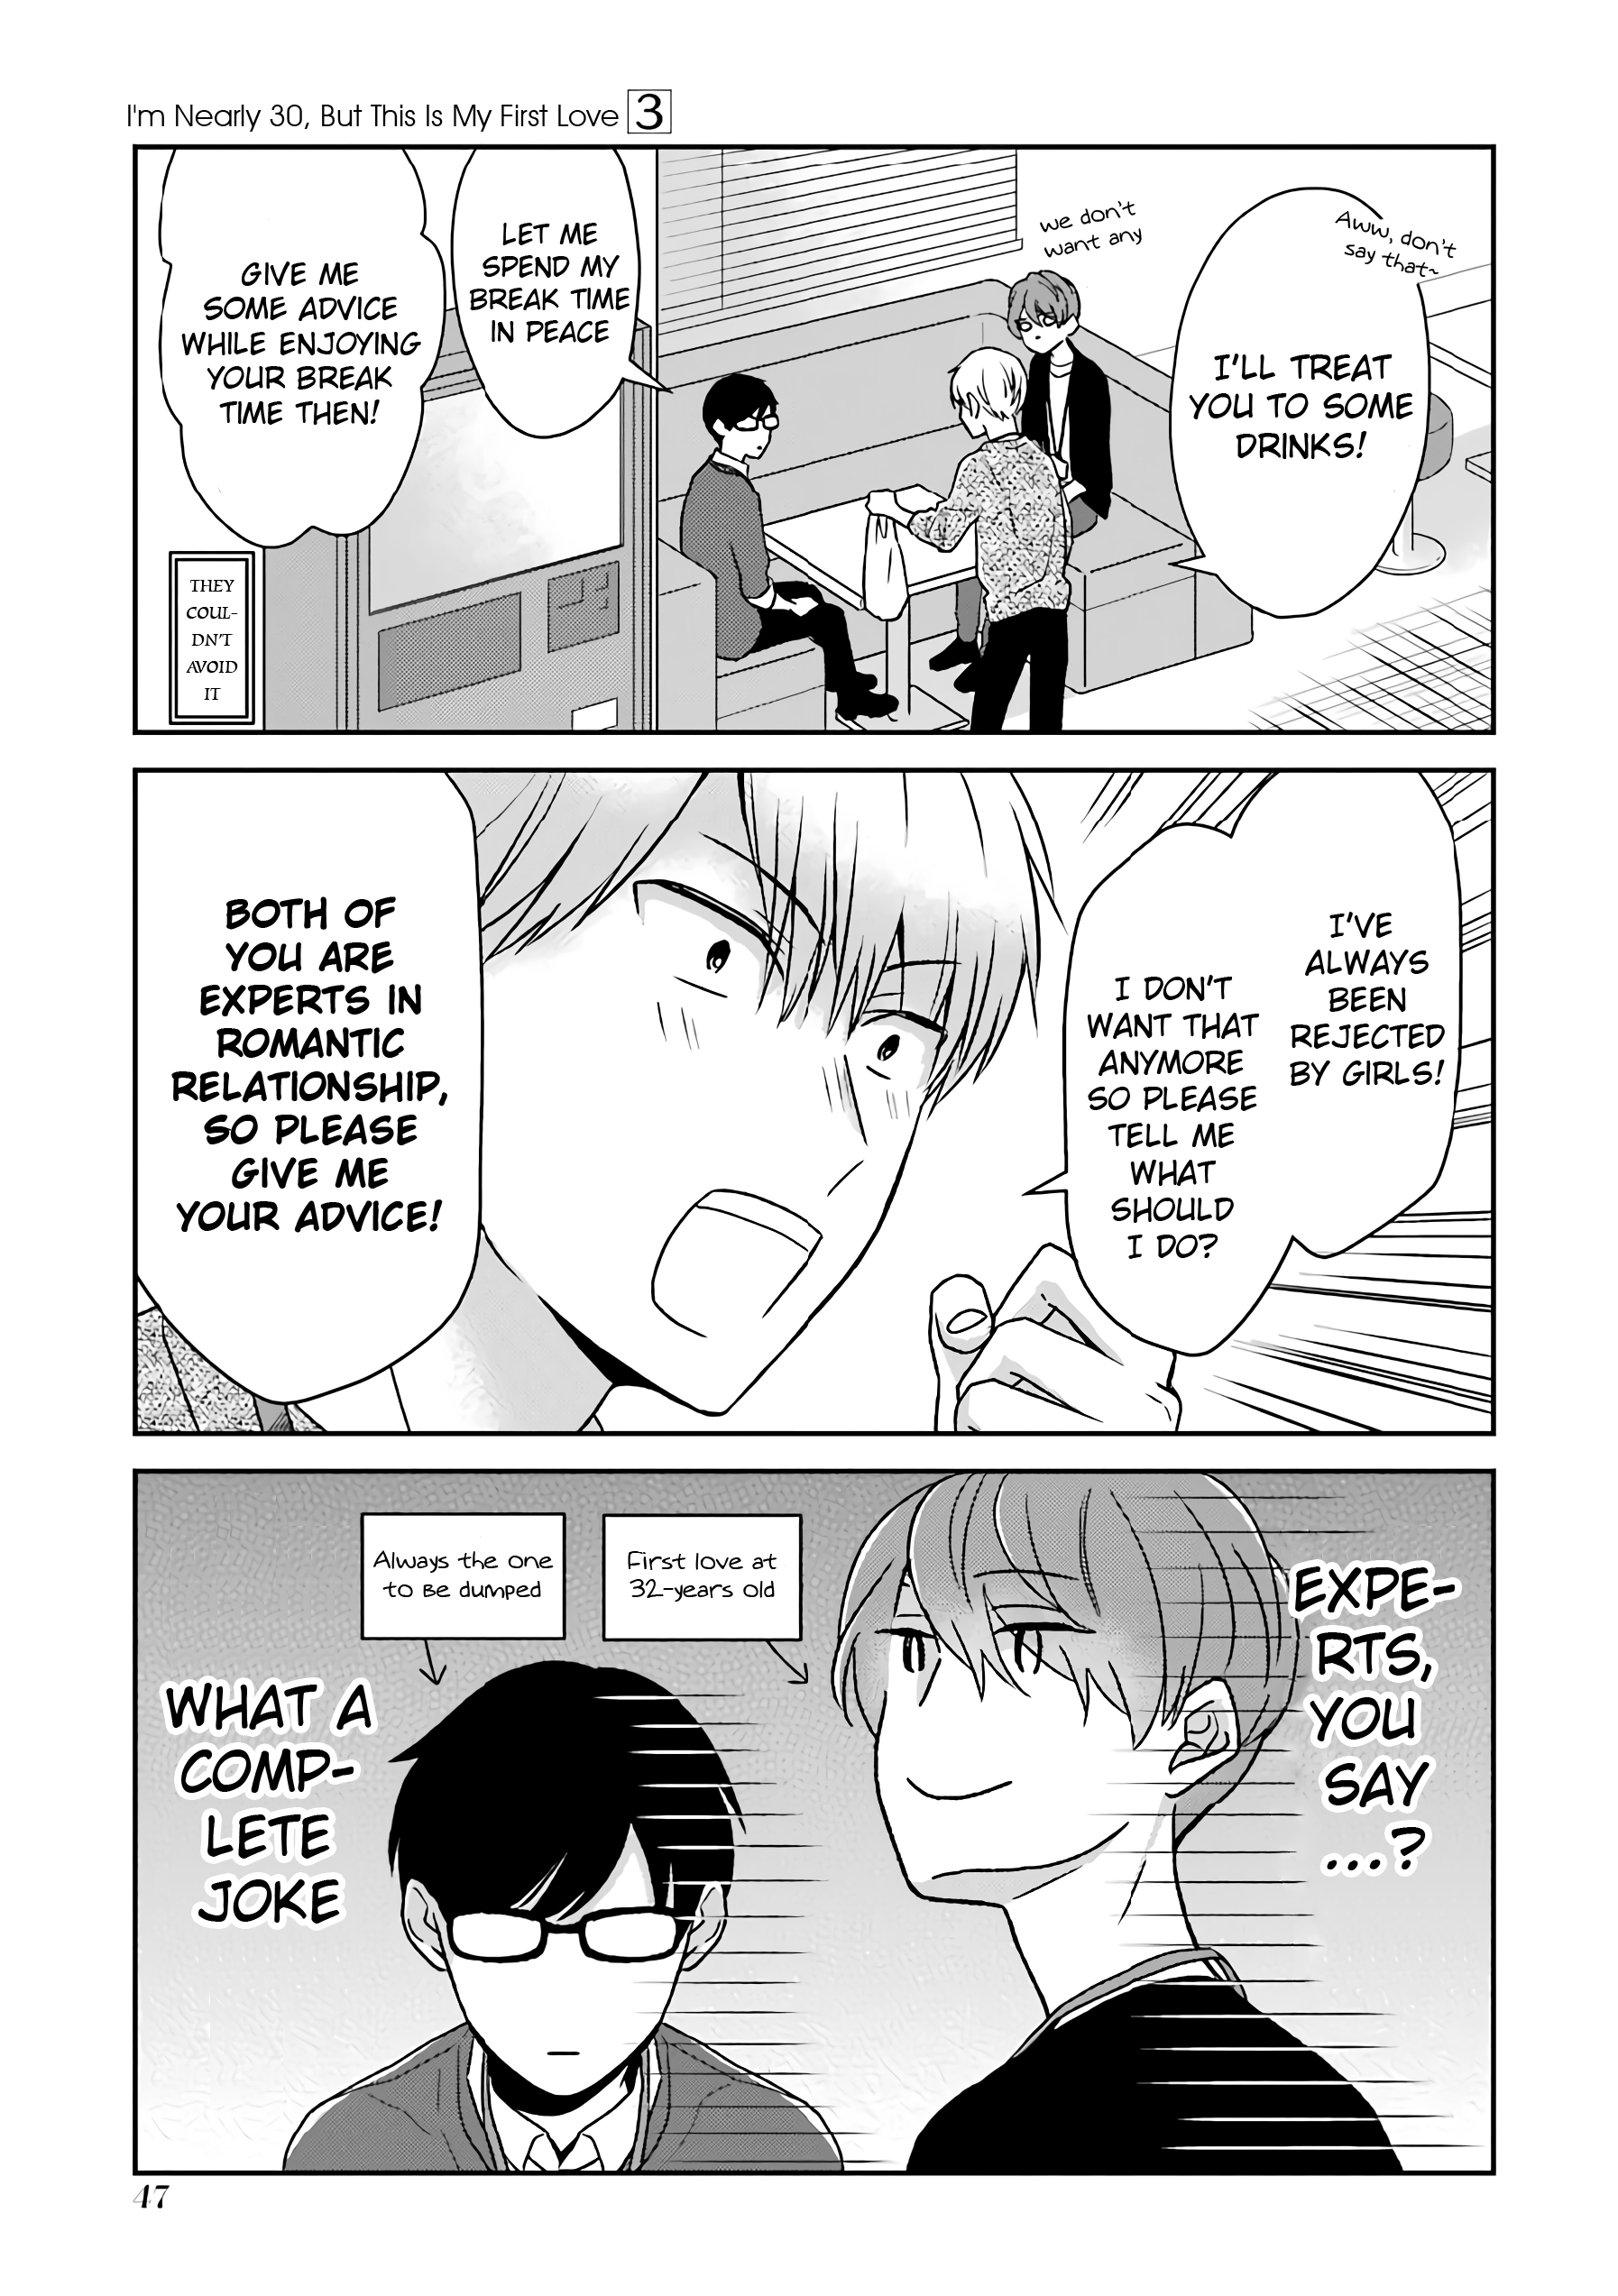 I'm Nearly 30, But This Is My First Love 3
Aww, don't
say that~
I'LL TREAT
YOU TO SOME
DRINKS!
we don't
want any
LET ME
SPEND MY
BREAK TIME
IN PEACE
GIVE ME
SOME ADVICE
WHILE ENJOYING
YOUR BREAK
TIME THEN!
THEY
COUL-
DN'T
AVOID
IT
I'VE
ALWAYS
BEEN
REJECTED
BY GIRLS!
I DON'T
WANT THAT
ANYMORE
SO PLEASE
TELL ME
WHAT
SHOULD
I DO?
BOTH OF
YOU ARE
EXPERTS IN
ROMANTIC
RELATIONSHIP,
SO PLEASE
GIVE ME
YOUR ADVICE!
EXPE-
RTS,
YOU
SAY
...?
First love at
32-years old
Always the one
to Be dumped
WHAT A
COMP-
LETE
JOKE
47